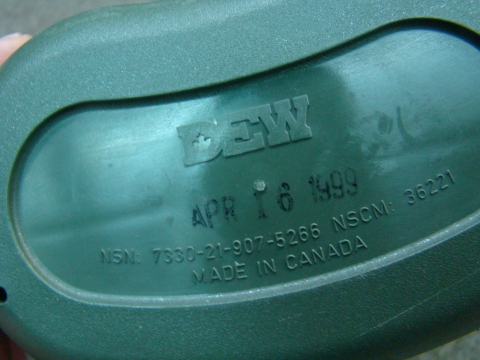 DEW
APR 16 1999
NSN: 7330-21-907-5266 NSCM: 36221
MADE IN CANADA